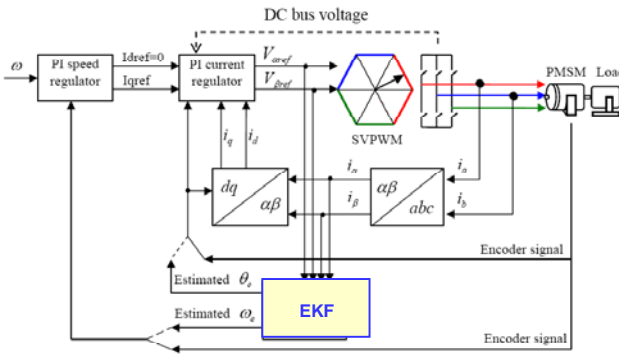 DC bus voltage
ω
PI speed
regulator
Idref=0
Iqref
PI current
regulator
Vαref
Vβref
SVPWM
PMSM
Load
iq
id
dq
αβ
iα
iβ
αβ
abc
ia
ib
Encoder signal
Estimated θe
EKF
Estimated ωe
Encoder signal